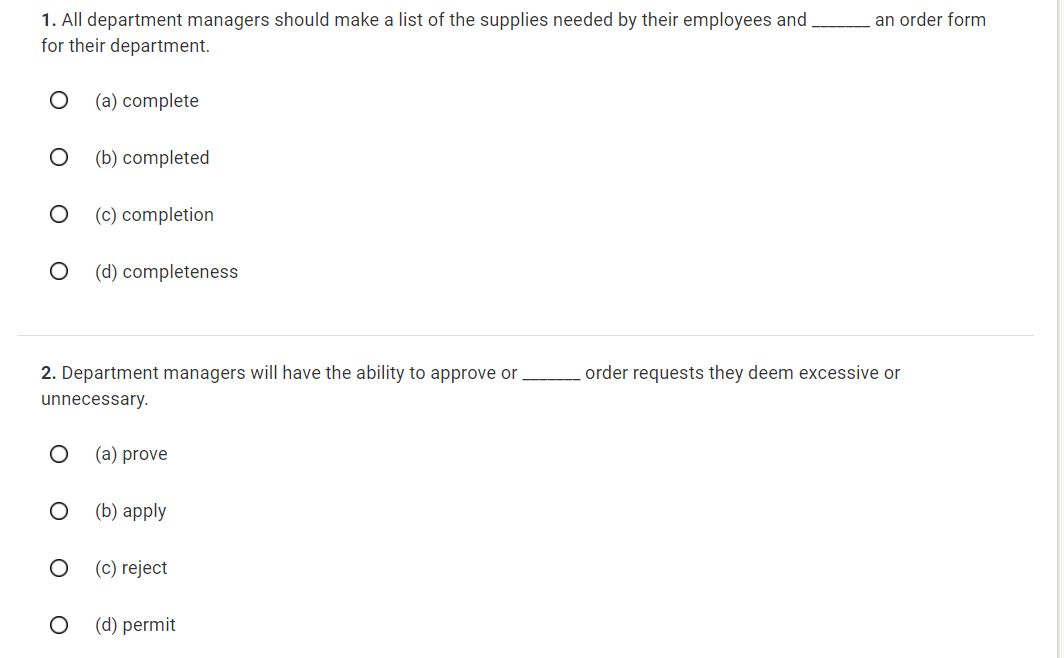 1. All department managers should make a list of the supplies needed by their employees and _______ an order form
for their department.
(a) complete
(b) completed
(c) completion
(d) completeness
2. Department managers will have the ability to approve or _______ order requests they deem excessive or
unnecessary.
(a) prove
(b) apply
(c) reject
(d) permit